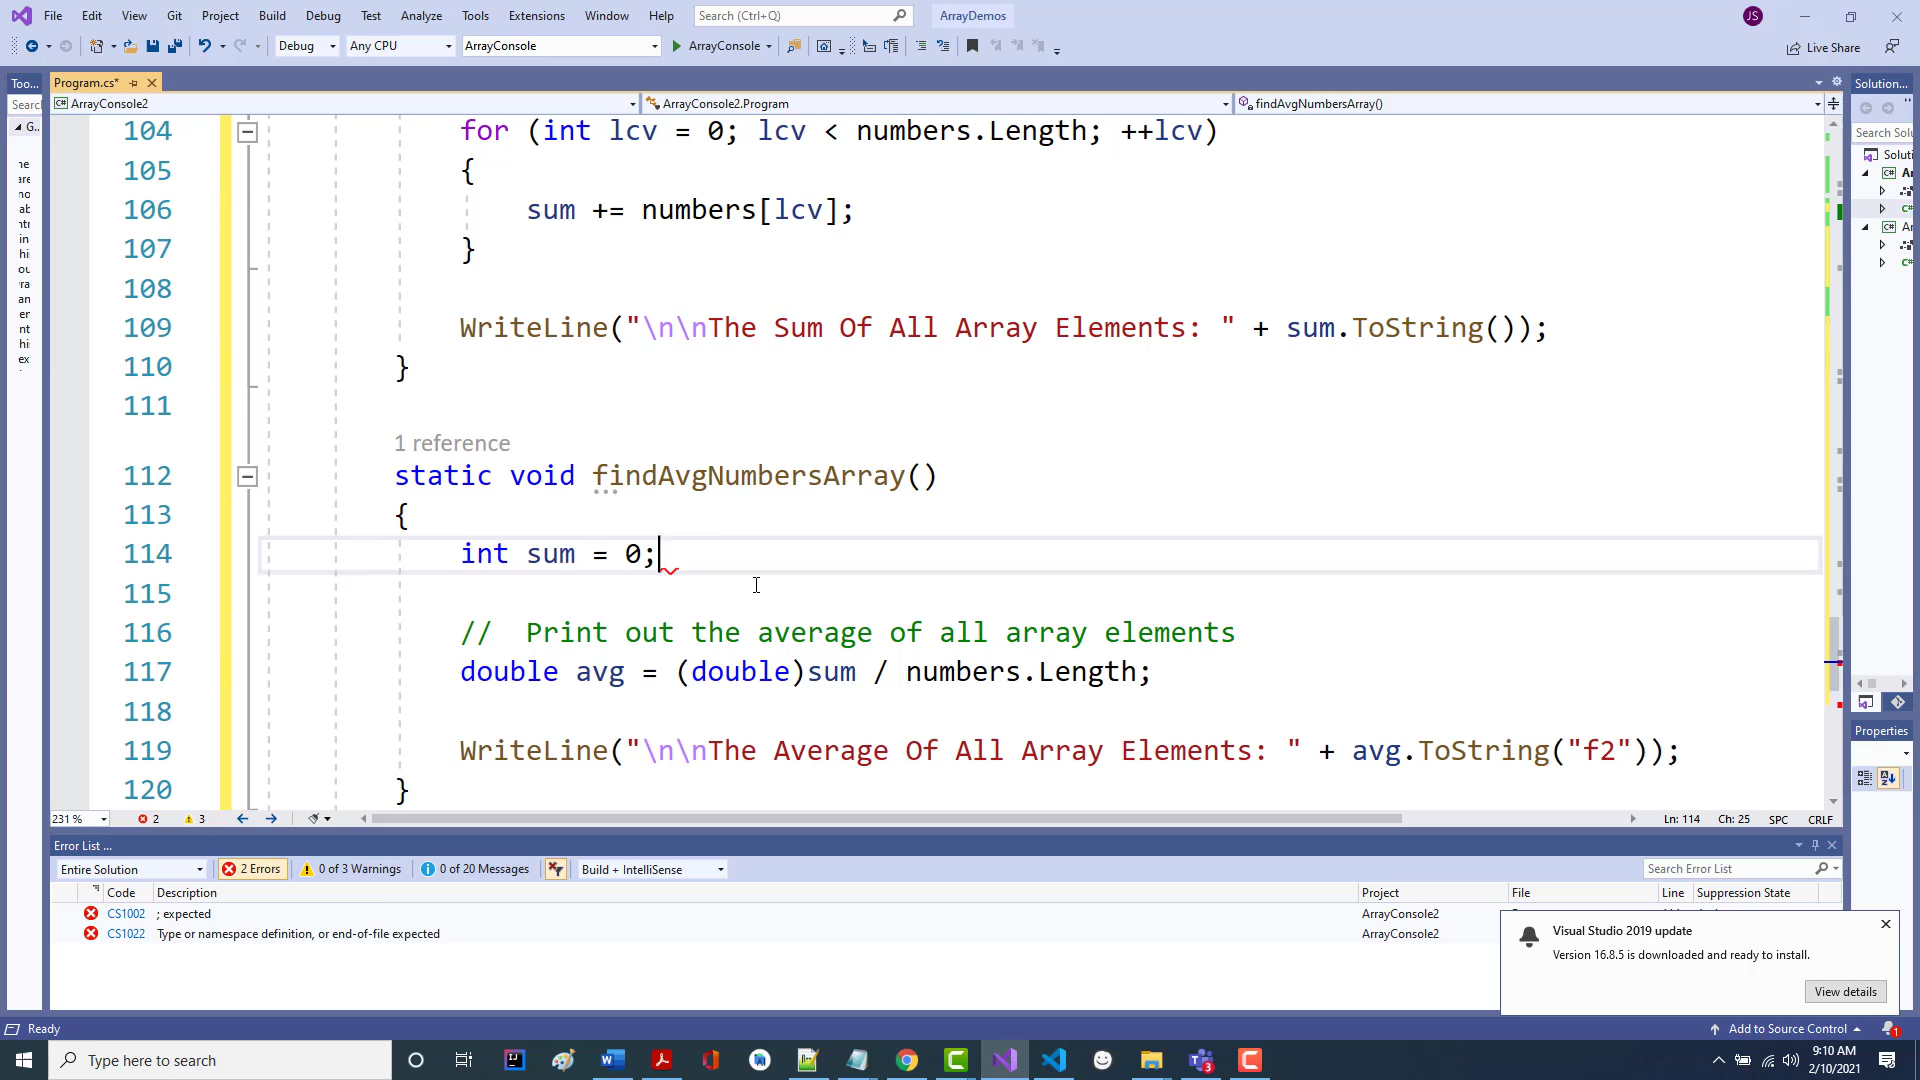 File Edit View Git Project Build Debug Test Analyze Tools Extensions Window Help Search (Ctrl+Q) ArrayDemos JS
Debug Any CPU ArrayConsole ArrayConsole Live Share
Too... Program.cs* Solution...
ArrayConsole2 ArrayConsole2.Program findAvgNumbersArray()
104 for (int lcv = 0; lcv < numbers.Length; ++lcv)
105 {
106 sum += numbers[lcv];
107 }
108
109 WriteLine("\n\nThe Sum Of All Array Elements: " + sum.ToString());
110 }
111
1 reference
112 static void findAvgNumbersArray()
113 {
114 int sum = 0;
115
116 // Print out the average of all array elements
117 double avg = (double)sum / numbers.Length;
118
119 WriteLine("\n\nThe Average Of All Array Elements: " + avg.ToString("f2"));
120 }
Search Solu
Soluti
Properties
231 % 2 3 Ln: 114 Ch: 25 SPC CRLF
Error List ...
Entire Solution 2 Errors 0 of 3 Warnings 0 of 20 Messages Build + IntelliSense Search Error List
Code Description Project File Line Suppression State
CS1002 ; expected ArrayConsole2
CS1022 Type or namespace definition, or end-of-file expected ArrayConsole2
Visual Studio 2019 update
Version 16.8.5 is downloaded and ready to install.
View details
Ready Add to Source Control 1
Type here to search 3 9:10 AM
2/10/2021